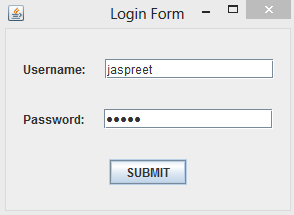 Login Form
Username: jaspreet
Password: •••••
SUBMIT